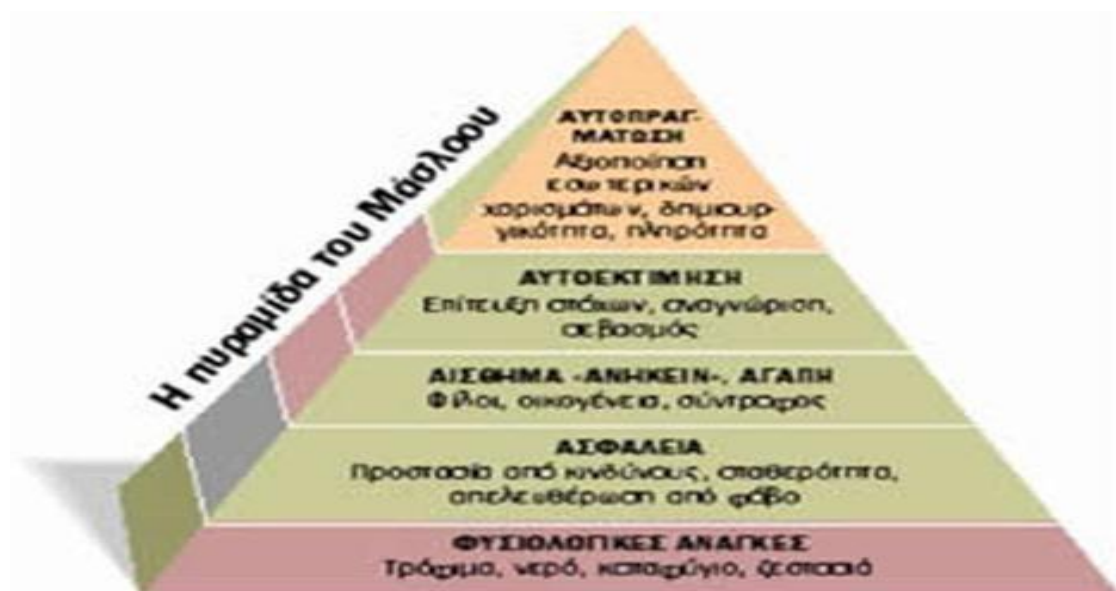 Η πυραμίδα του Μάσλοου
ΑΥΤΟΠΡΑΓ-
ΜΑΤΩΣΗ
Αξιοποίηση
εσωτερικών
χαρισμάτων, δημιουρ-
γικότητα, πληρότητα
ΑΥΤΟΕΚΤΙΜΗΣΗ
Επίτευξη στόχων, αναγνώριση,
σεβασμός
ΑΙΣΘΗΜΑ -ΑΝΗΚΕΙΝ-, ΑΓΑΠΗ
Φίλοι, οικογένεια, σύντροφος
ΑΣΦΑΛΕΙΑ
Προστασία από κινδύνους, σταθερότητα,
απελευθέρωση από φόβο
ΦΥΣΙΟΛΟΓΙΚΕΣ ΑΝΑΓΚΕΣ
Τρόφιμα, νερό, καταφύγιο, ζεστασιά